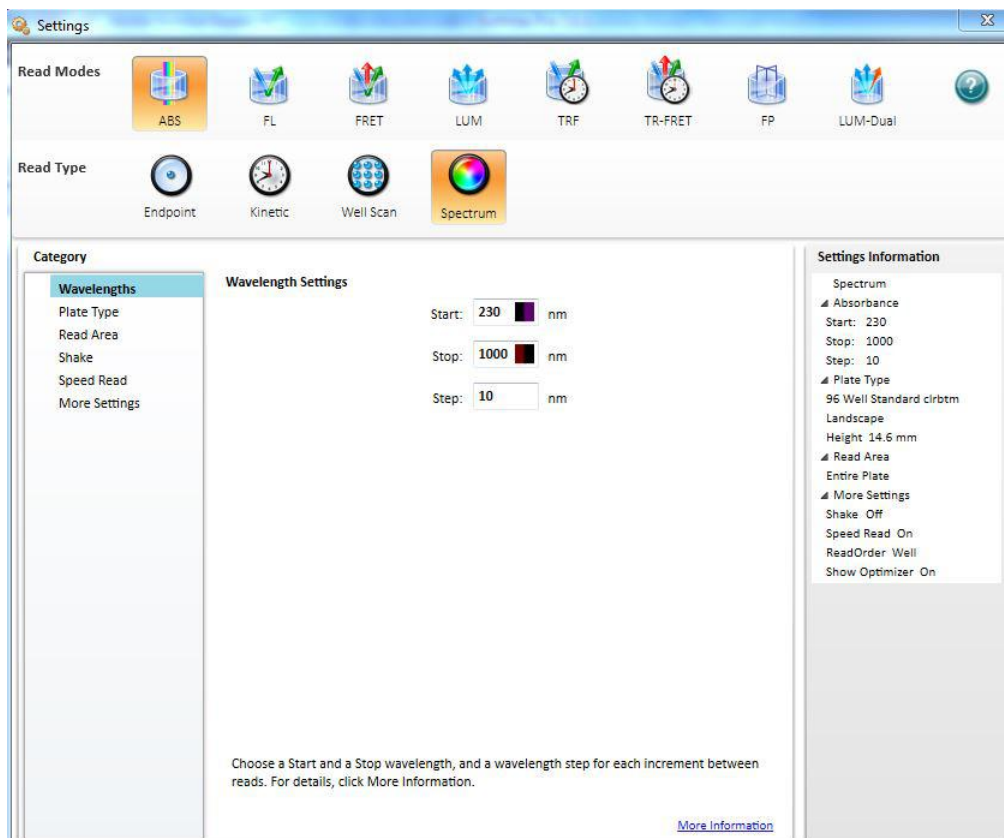 Settings
Read Modes
ABS
FL
FRET
LUM
TRF
TR-FRET
FP
LUM-Dual
?
Read Type
Endpoint
Kinetic
Well Scan
Spectrum
Category
Wavelengths
Plate Type
Read Area
Shake
Speed Read
More Settings
Wavelength Settings
Start: 230 nm
Stop: 1000 nm
Step: 10 nm
Choose a Start and a Stop wavelength, and a wavelength step for each increment between
reads. For details, click More Information.
More Information
Settings Information
Spectrum
Absorbance
Start: 230
Stop: 1000
Step: 10
Plate Type
96 Well Standard clrbtm
Landscape
Height 14.6 mm
Read Area
Entire Plate
More Settings
Shake Off
Speed Read On
ReadOrder Well
Show Optimizer On